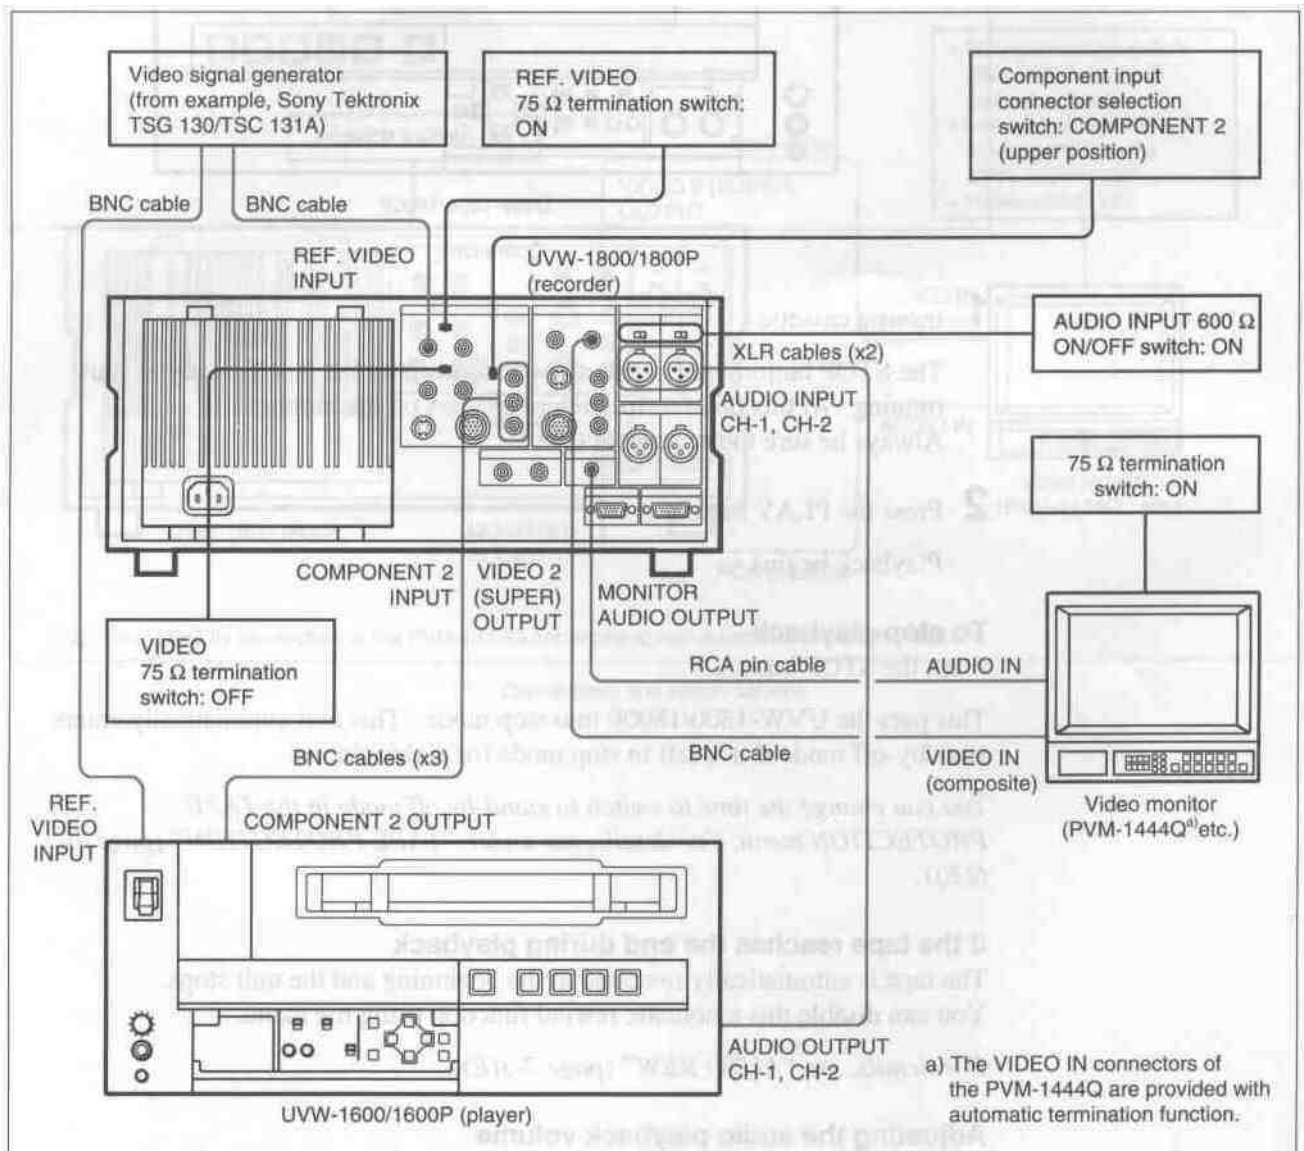 Video signal generator
(from example, Sony Tektronix
TSG 130/TSC 131A)
REF. VIDEO
75 Ω termination switch:
ON
Component input
connector selection
switch: COMPONENT 2
(upper position)
BNC cable
BNC cable
REF. VIDEO
INPUT
UVW-1800/1800P
(recorder)
AUDIO INPUT 600 Ω
ON/OFF switch: ON
XLR cables (x2)
AUDIO INPUT
CH-1, CH-2
75 Ω termination
switch: ON
COMPONENT 2
INPUT
VIDEO 2
(SUPER)
OUTPUT
MONITOR
AUDIO OUTPUT
VIDEO
75 Ω termination
switch: OFF
RCA pin cable
AUDIO IN
BNC cable
VIDEO IN
(composite)
BNC cables (x3)
Video monitor
(PVM-1444Qa) etc.)
REF.
VIDEO
INPUT
COMPONENT 2 OUTPUT
AUDIO OUTPUT
CH-1, CH-2
a) The VIDEO IN connectors of
the PVM-1444Q are provided with
automatic termination function.
UVW-1600/1600P (player)